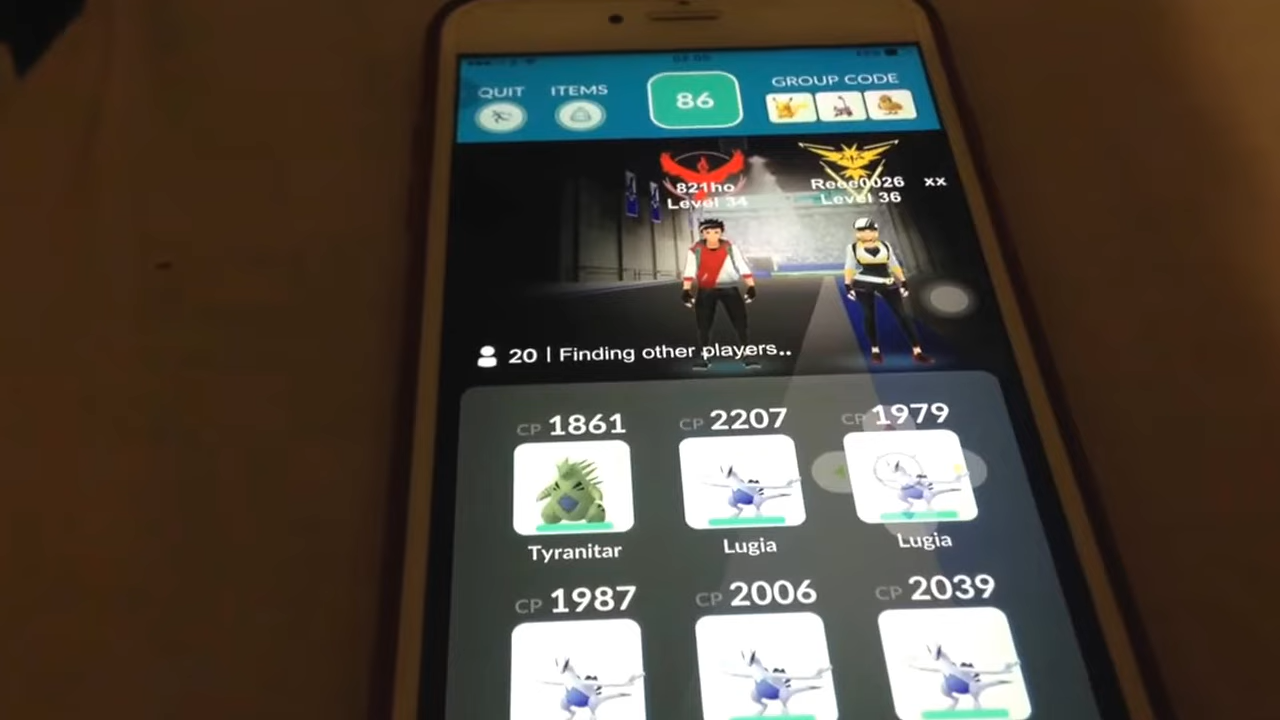 QUIT ITEMS 86 GROUP CODE
821ho Reee0026 xx
Level 34 Level 36
20 | Finding other players..
CP 1861 CP 2207 CP 1979
Tyranitar Lugia Lugia
CP 1987 CP 2006 CP 2039